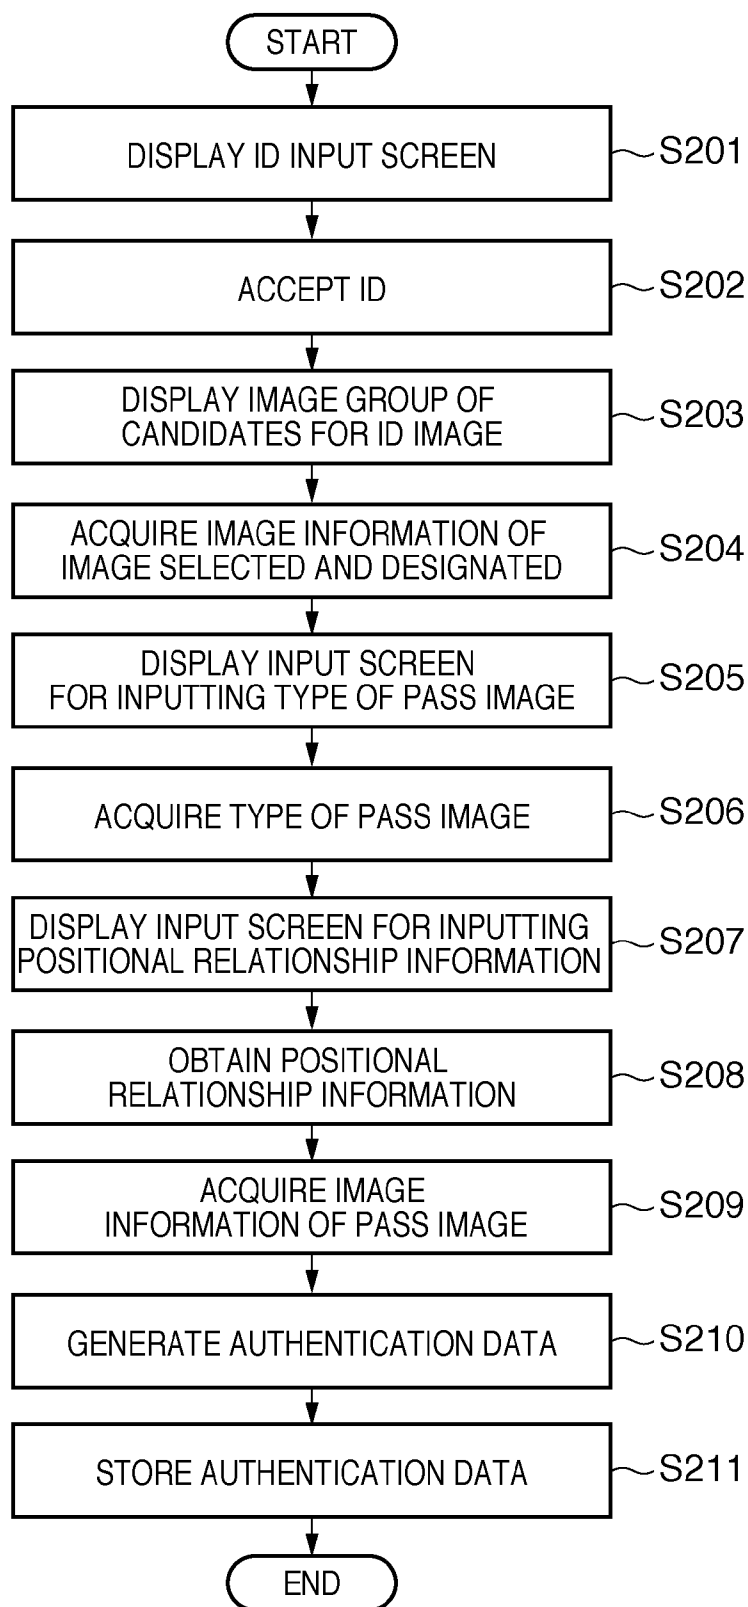 START
DISPLAY ID INPUT SCREEN
S201
ACCEPT ID
S202
DISPLAY IMAGE GROUP OF
CANDIDATES FOR ID IMAGE
S203
ACQUIRE IMAGE INFORMATION OF
IMAGE SELECTED AND DESIGNATED
S204
DISPLAY INPUT SCREEN
FOR INPUTTING TYPE OF PASS IMAGE
S205
ACQUIRE TYPE OF PASS IMAGE
S206
DISPLAY INPUT SCREEN FOR INPUTTING
POSITIONAL RELATIONSHIP INFORMATION
S207
OBTAIN POSITIONAL
RELATIONSHIP INFORMATION
S208
ACQUIRE IMAGE
INFORMATION OF PASS IMAGE
S209
GENERATE AUTHENTICATION DATA
S210
STORE AUTHENTICATION DATA
S211
END